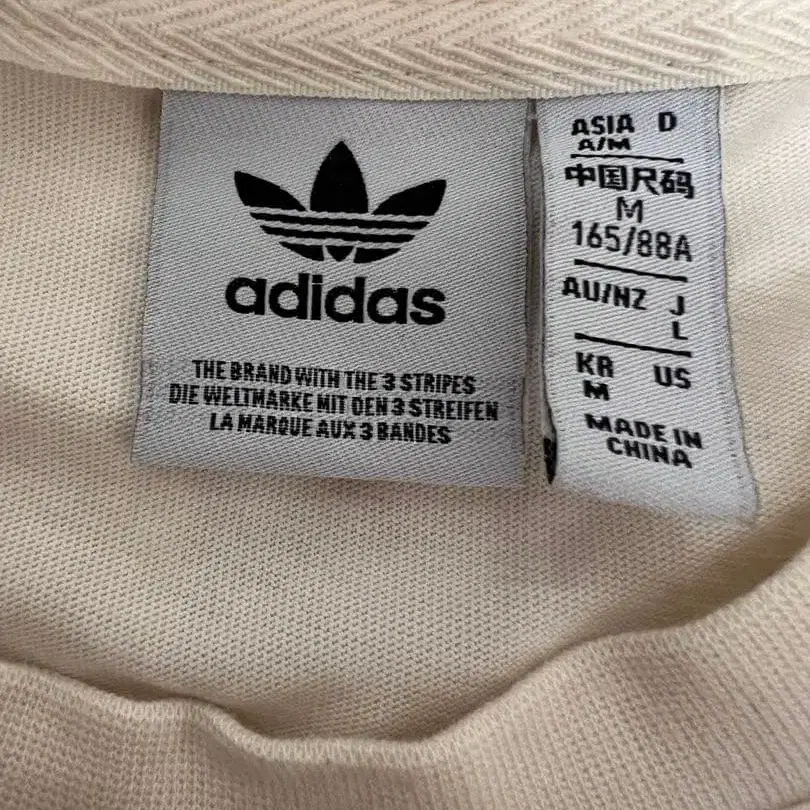 adidas
THE BRAND WITH THE 3 STRIPES
DIE WELTMARKE MIT DEN 3 STREIFEN
LA MARQUE AUX 3 BANDES
ASIA D
A/M
中国尺码
M
165/88A
AU/NZ J
L
KR US
M
MADE IN
CHINA